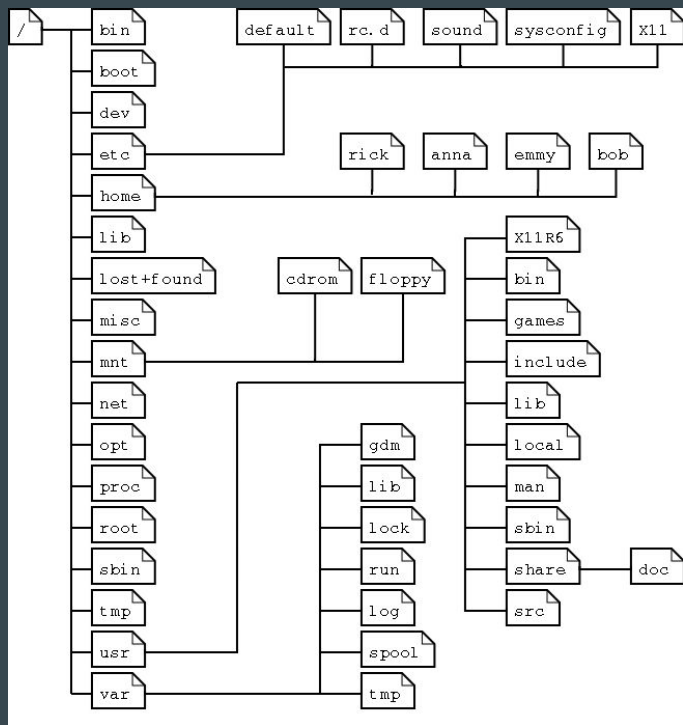 / bin default rc.d sound sysconfig X11
boot
dev
etc rick anna emmy bob
home
lib X11R6
lost+found cdrom floppy bin
misc games
mnt include
net lib
opt gdm local
proc lib man
root lock sbin
sbin run share doc
tmp log src
usr spool
var tmp